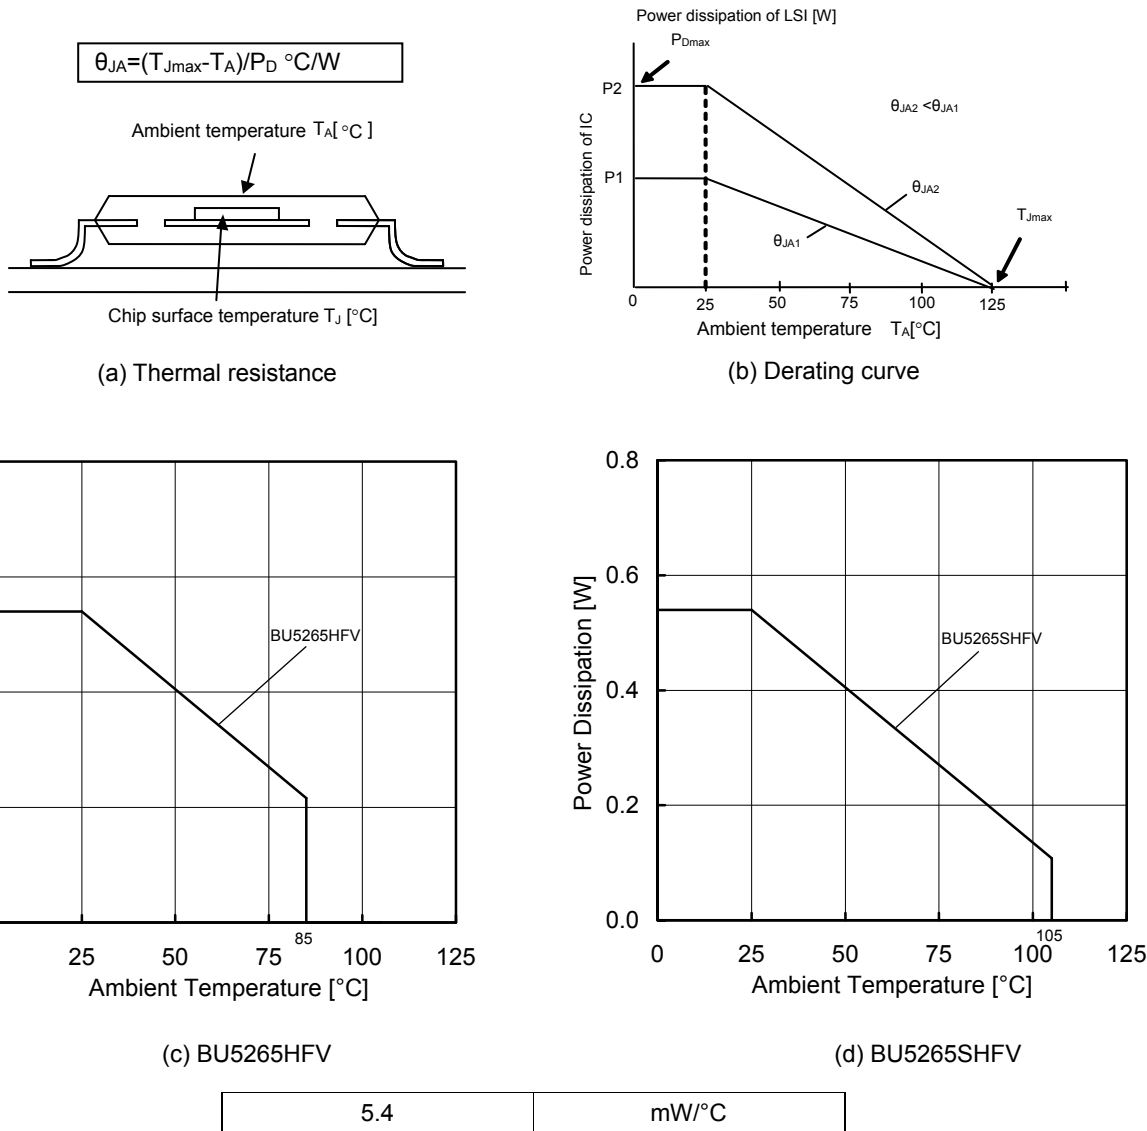 θJA=(TJmax-TA)/PD °C/W
Ambient temperature TA[ °C ]
Chip surface temperature TJ [°C]
(a) Thermal resistance
Power dissipation of LSI [W]
PDmax
P2
θJA2 <θJA1
Power dissipation of IC
P1
θJA2
TJmax
θJA1
0 25 50 75 100 125
Ambient temperature TA[°C]
(b) Derating curve
BU5265HFV
85
25 50 75 100 125
Ambient Temperature [°C]
(c) BU5265HFV
0.8
0.6
0.4
0.2
0.0
Power Dissipation [W]
BU5265SHFV
105
0 25 50 75 100 125
Ambient Temperature [°C]
(d) BU5265SHFV
5.4 mW/°C